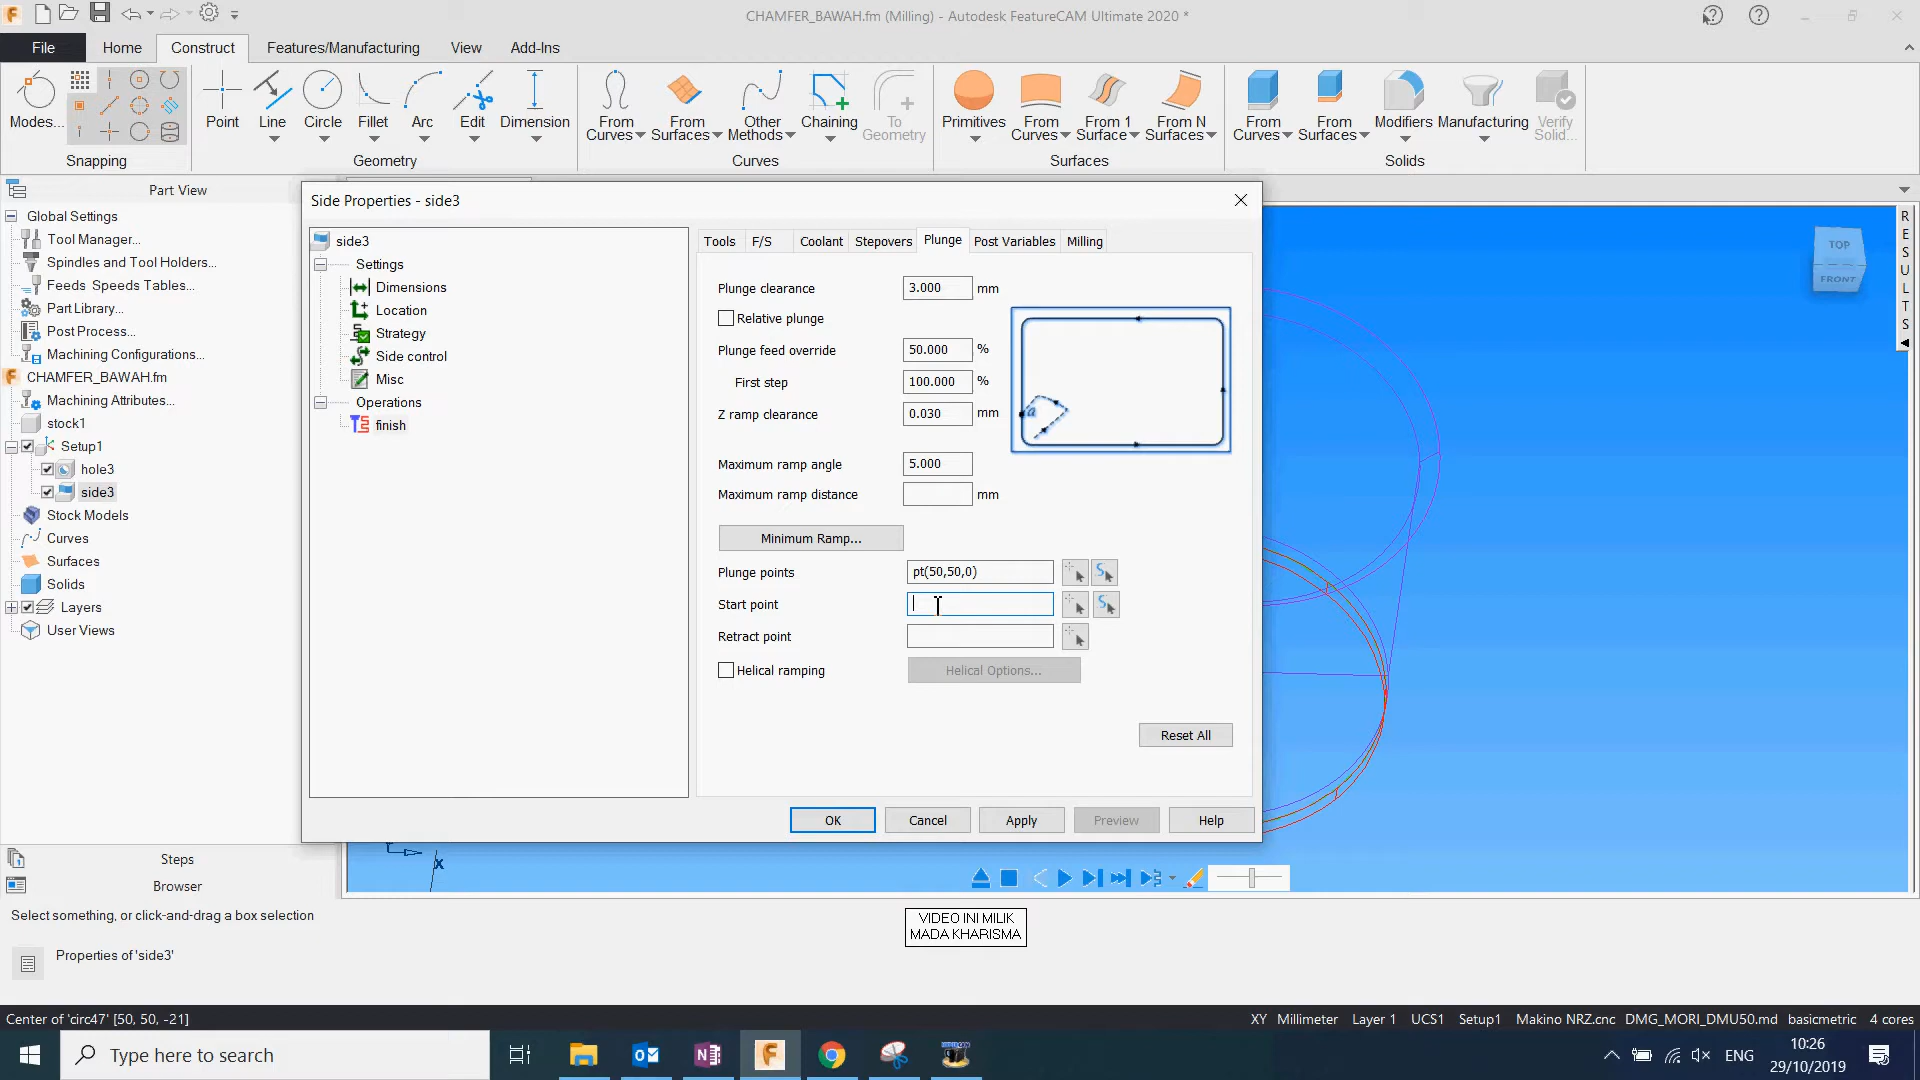 CHAMFER_BAWAH.fm (Milling) - Autodesk FeatureCAM Ultimate 2020 *
File
Home
Construct
Features/Manufacturing
View
Add-Ins
Modes...
Point
Line
Circle
Fillet
Arc
Edit
Dimension
From Curves
From Surfaces
Other Methods
Chaining
To Geometry
Primitives
From Curves
From 1 Surface
From N Surfaces
From Curves
From Surfaces
Modifiers
Manufacturing
Verify Solid...
Snapping
Geometry
Curves
Surfaces
Solids
Part View
Global Settings
Tool Manager...
Spindles and Tool Holders...
Feeds Speeds Tables...
Part Library...
Post Process...
Machining Configurations...
CHAMFER_BAWAH.fm
Machining Attributes...
stock1
Setup1
hole3
side3
Stock Models
Curves
Surfaces
Solids
Layers
User Views
Side Properties - side3
side3
Settings
Dimensions
Location
Strategy
Side control
Misc
Operations
finish
Tools
F/S
Coolant
Stepovers
Plunge
Post Variables
Milling
Plunge clearance
3.000
mm
Relative plunge
Plunge feed override
50.000
%
First step
100.000
%
Z ramp clearance
0.030
mm
a
Maximum ramp angle
5.000
Maximum ramp distance
mm
Minimum Ramp...
Plunge points
pt(50,50,0)
Start point
Retract point
Helical ramping
Helical Options...
Reset All
OK
Cancel
Apply
Preview
Help
TOP
FRONT
RESULTS
X
Steps
Browser
Select something, or click-and-drag a box selection
Properties of 'side3'
VIDEO INI MILIK
MADA KHARISMA
Center of 'circ47' [50, 50, -21]
XY
Millimeter
Layer 1
UCS1
Setup1
Makino NRZ.cnc
DMG_MORI_DMU50.md
basicmetric
4 cores
Type here to search
ENG
10:26
29/10/2019